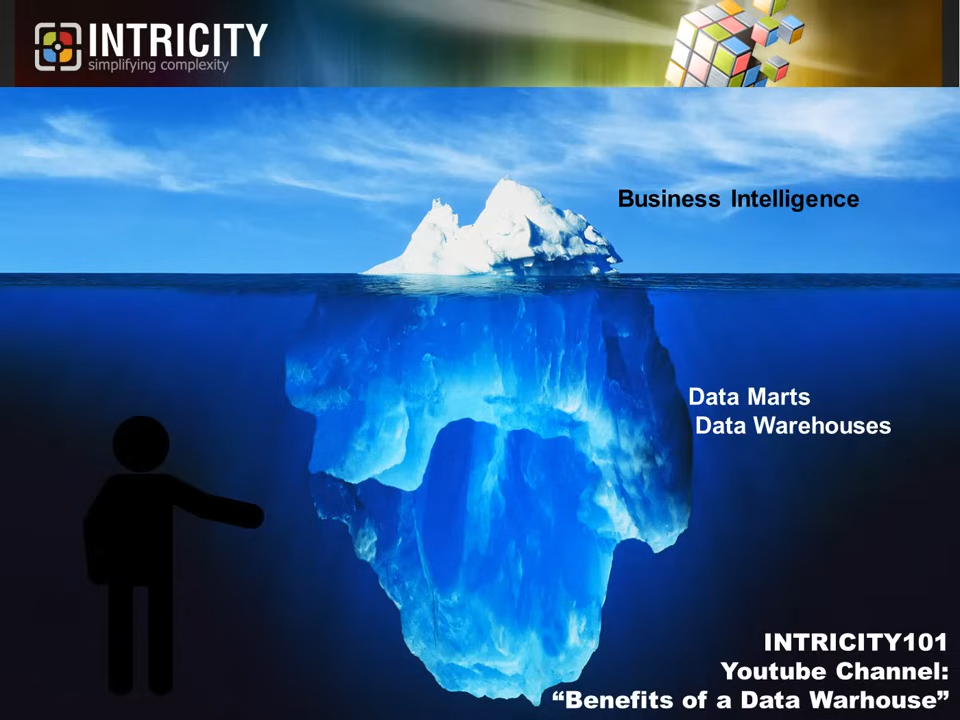 INTRICITY
simplifying complexity
Business Intelligence
Data Marts
Data Warehouses
INTRICITY101
Youtube Channel:
“Benefits of a Data Warhouse”